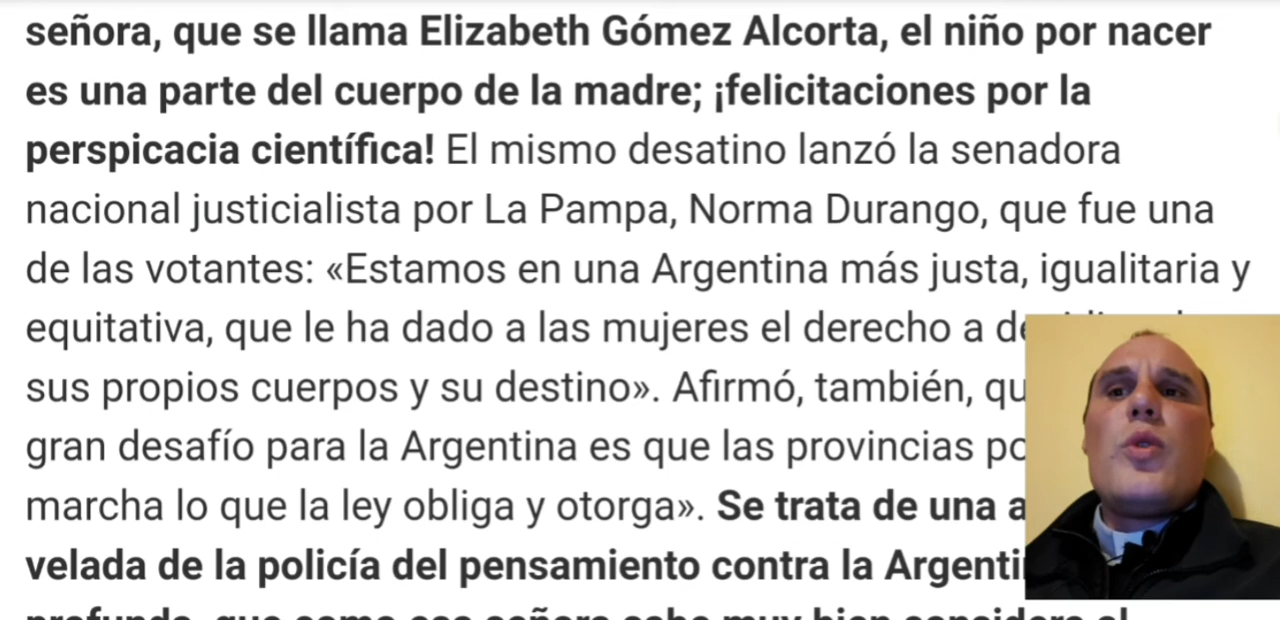 señora, que se llama Elizabeth Gómez Alcorta, el niño por nacer
es una parte del cuerpo de la madre; ¡felicitaciones por la
perspicacia científica! El mismo desatino lanzó la senadora
nacional justicialista por La Pampa, Norma Durango, que fue una
de las votantes: «Estamos en una Argentina más justa, igualitaria y
equitativa, que le ha dado a las mujeres el derecho a
sus propios cuerpos y su destino». Afirmó, también,
gran desafío para la Argentina es que las provincias
marcha lo que la ley obliga y otorga». Se trata de una
velada de la policía del pensamiento contra la